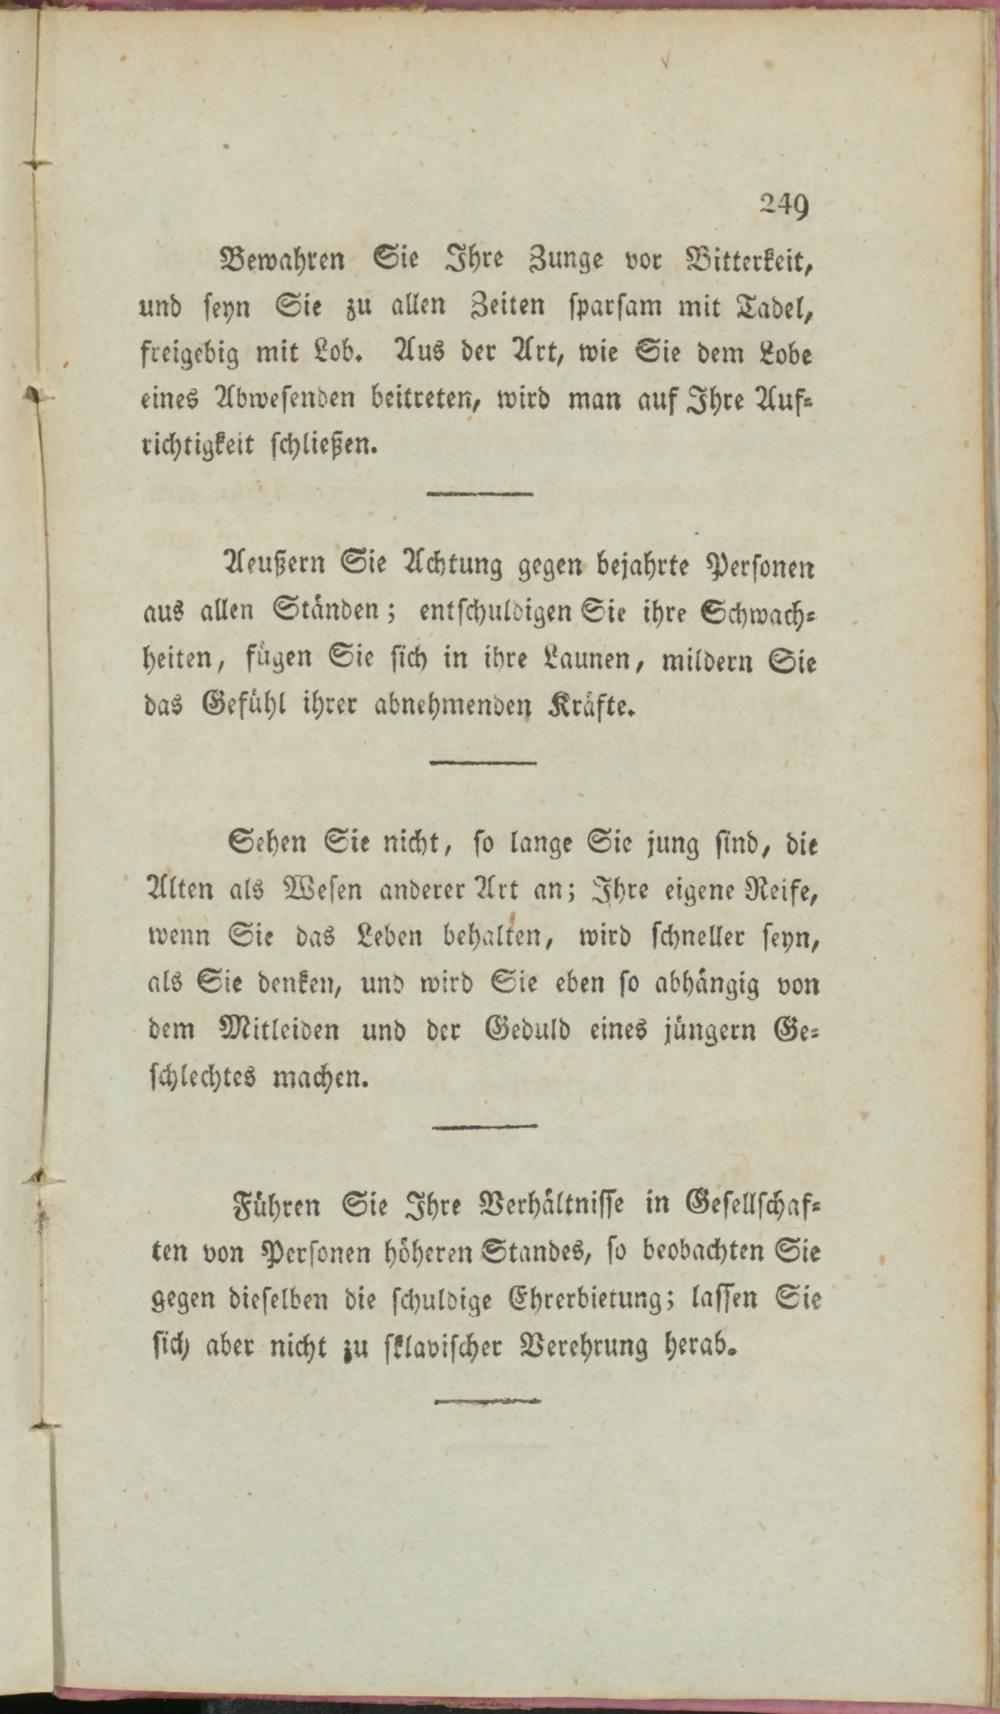 249
Bewahren Sie Ihre Zunge vor Bitterkeit,
und seyn Sie zu allen Zeiten sparsam mit Tadel,
freigebig mit Lob. Aus der Art, wie Sie dem Lobe
eines Abwesenden beitreten, wird man auf Ihre Auf⸗
richtigkeit schließen.
Aeußern Sie Achtung gegen bejahrte Personen
aus allen Ständen; entschuldigen Sie ihre Schwach⸗
heiten, fügen Sie sich in ihre Launen, mildern Sie
das Gefühl ihrer abnehmenden Kräfte.
Sehen Sie nicht, so lange Sie jung sind, die
Alten als Wesen anderer Art an; Ihre eigene Reife,
wenn Sie das Leben behalten, wird schneller seyn,
als Sie denken, und wird Sie eben so abhängig von
dem Mitleiden und der Geduld eines jüngern Ge⸗
schlechtes machen.
Führen Sie Ihre Verhältnisse in Gesellschaf⸗
ten von Personen höheren Standes, so beobachten Sie
gegen dieselben die schuldige Ehrerbietung; lassen Sie
sich aber nicht zu sklavischer Verehrung herab.